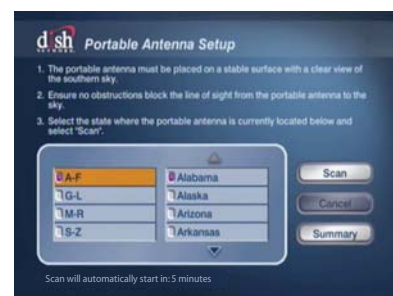 dish
NETWORK
Portable Antenna Setup
1. The portable antenna must be placed on a stable surface with a clear view of
the southern sky.
2. Ensure no obstructions block the line of sight from the portable antenna to the
sky.
3. Select the state where the portable antenna is currently located below and
select "Scan".
A-F
G-L
M-R
S-Z
Alabama
Alaska
Arizona
Arkansas
Scan
Cancel
Summary
Scan will automatically start in: 5 minutes